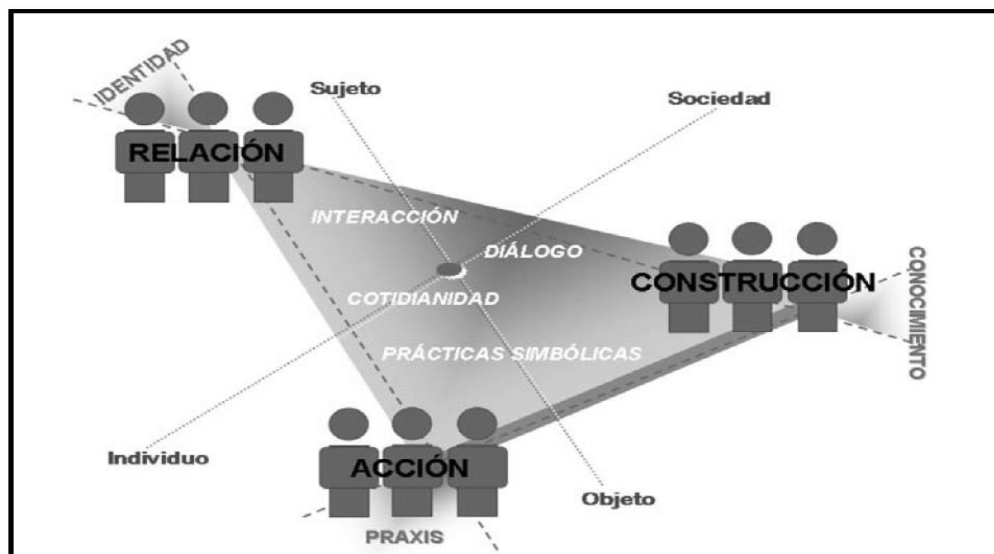 IDENTIDAD
Sujeto
Sociedad
RELACIÓN
INTERACCIÓN
DIÁLOGO
CONSTRUCCIÓN
CONOCIMIENTO
COTIDIANIDAD
PRÁCTICAS SIMBÓLICAS
Individuo
ACCIÓN
Objeto
PRAXIS